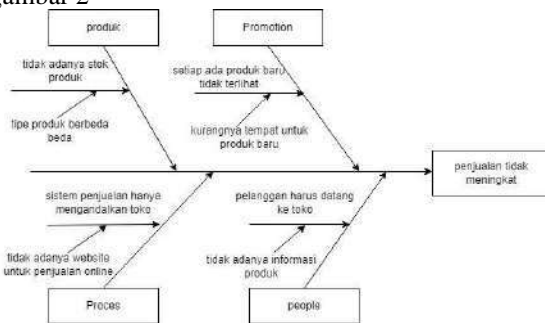 gambar 2
produk
Promotion
tidak adanya stok
produk
setiap ada produk baru
tidak terlihat
tipe produk berbeda
beda
kurangnya tempat untuk
produk baru
penjualan tidak
meningkat
sistem penjualan hanya
mengandalkan toko
pelanggan harus datang
ke toko
tidak adanya website
untuk penjualan online
tidak adanya informasi
produk
Proces
people